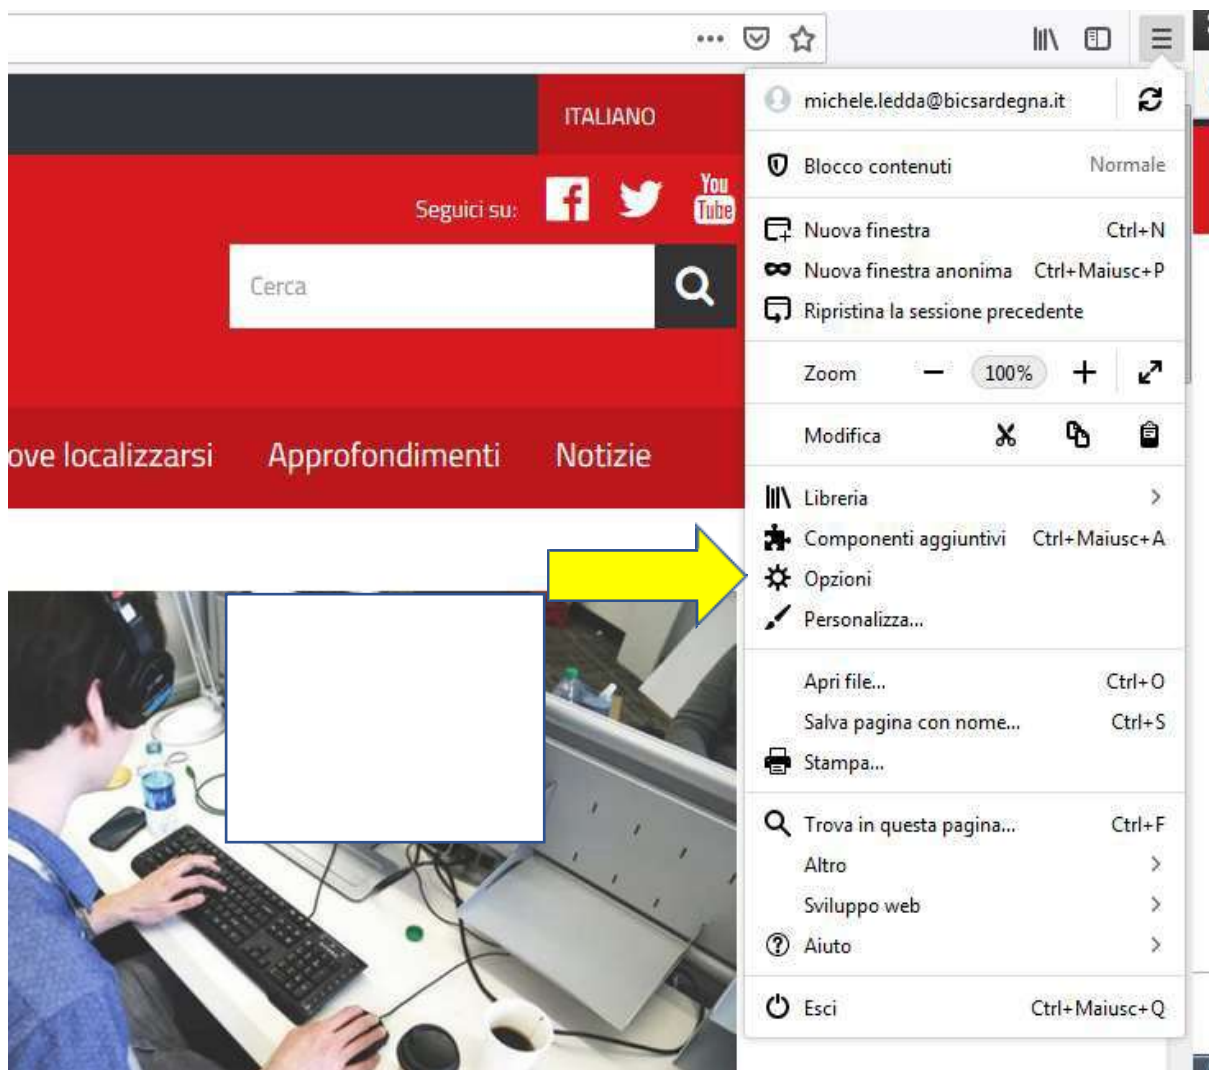 michele.ledda@bicsardegna.it
ITALIANO
Blocco contenuti Normale
Seguici su:
You
Tube
Nuova finestra Ctrl+N
Nuova finestra anonima Ctrl+Maiusc+P
Cerca
Ripristina la sessione precedente
Zoom 100%
Modifica
ove localizzarsi Approfondimenti Notizie
Libreria
Componenti aggiuntivi Ctrl+Maiusc+A
Opzioni
Personalizza...
Apri file... Ctrl+O
Salva pagina con nome... Ctrl+S
Stampa...
Trova in questa pagina... Ctrl+F
Altro
Sviluppo web
Aiuto
Esci Ctrl+Maiusc+Q